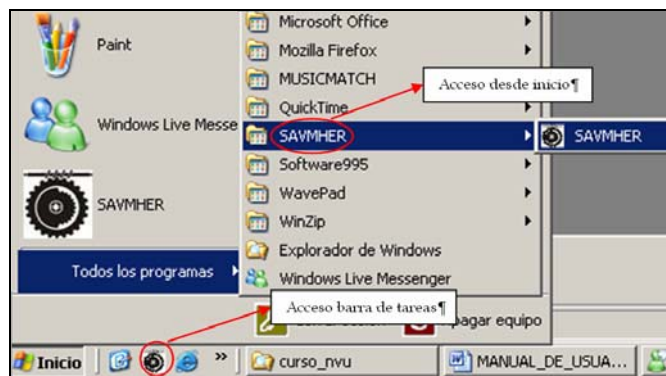 Microsoft Office
Paint
Mozilla Firefox
MUSICMATCH
Acceso desde inicio¶
QuickTime
Windows Live Messe
SAVMHER
SAVMHER
Software995
WavePad
SAVMHER
WinZip
Explorador de Windows
Todos los programas
Windows Live Messenger
Acceso barra de tareas¶
pagar equipo
Inicio
»
curso_nvu
MANUAL_DE_USUA...